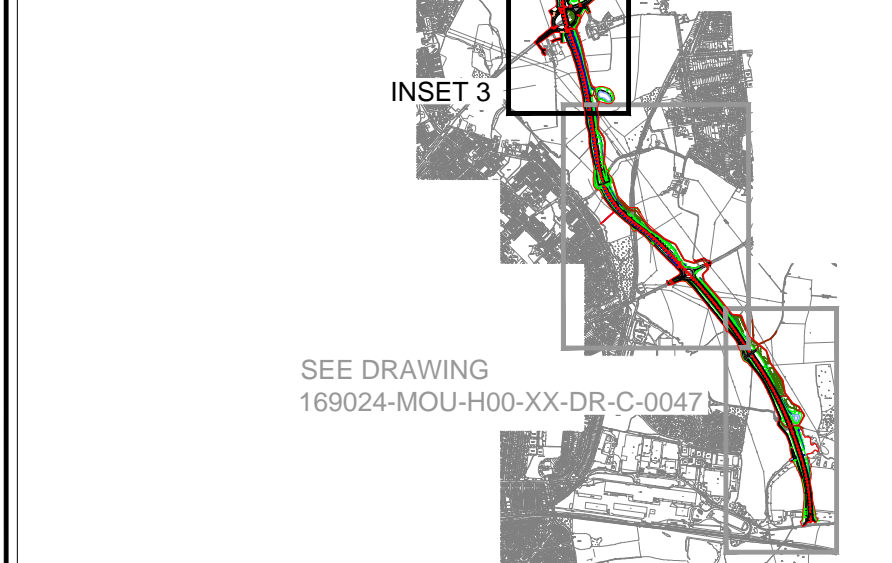 INSET 3
SEE DRAWING
169024-MOU-H00-XX-DR-C-0047